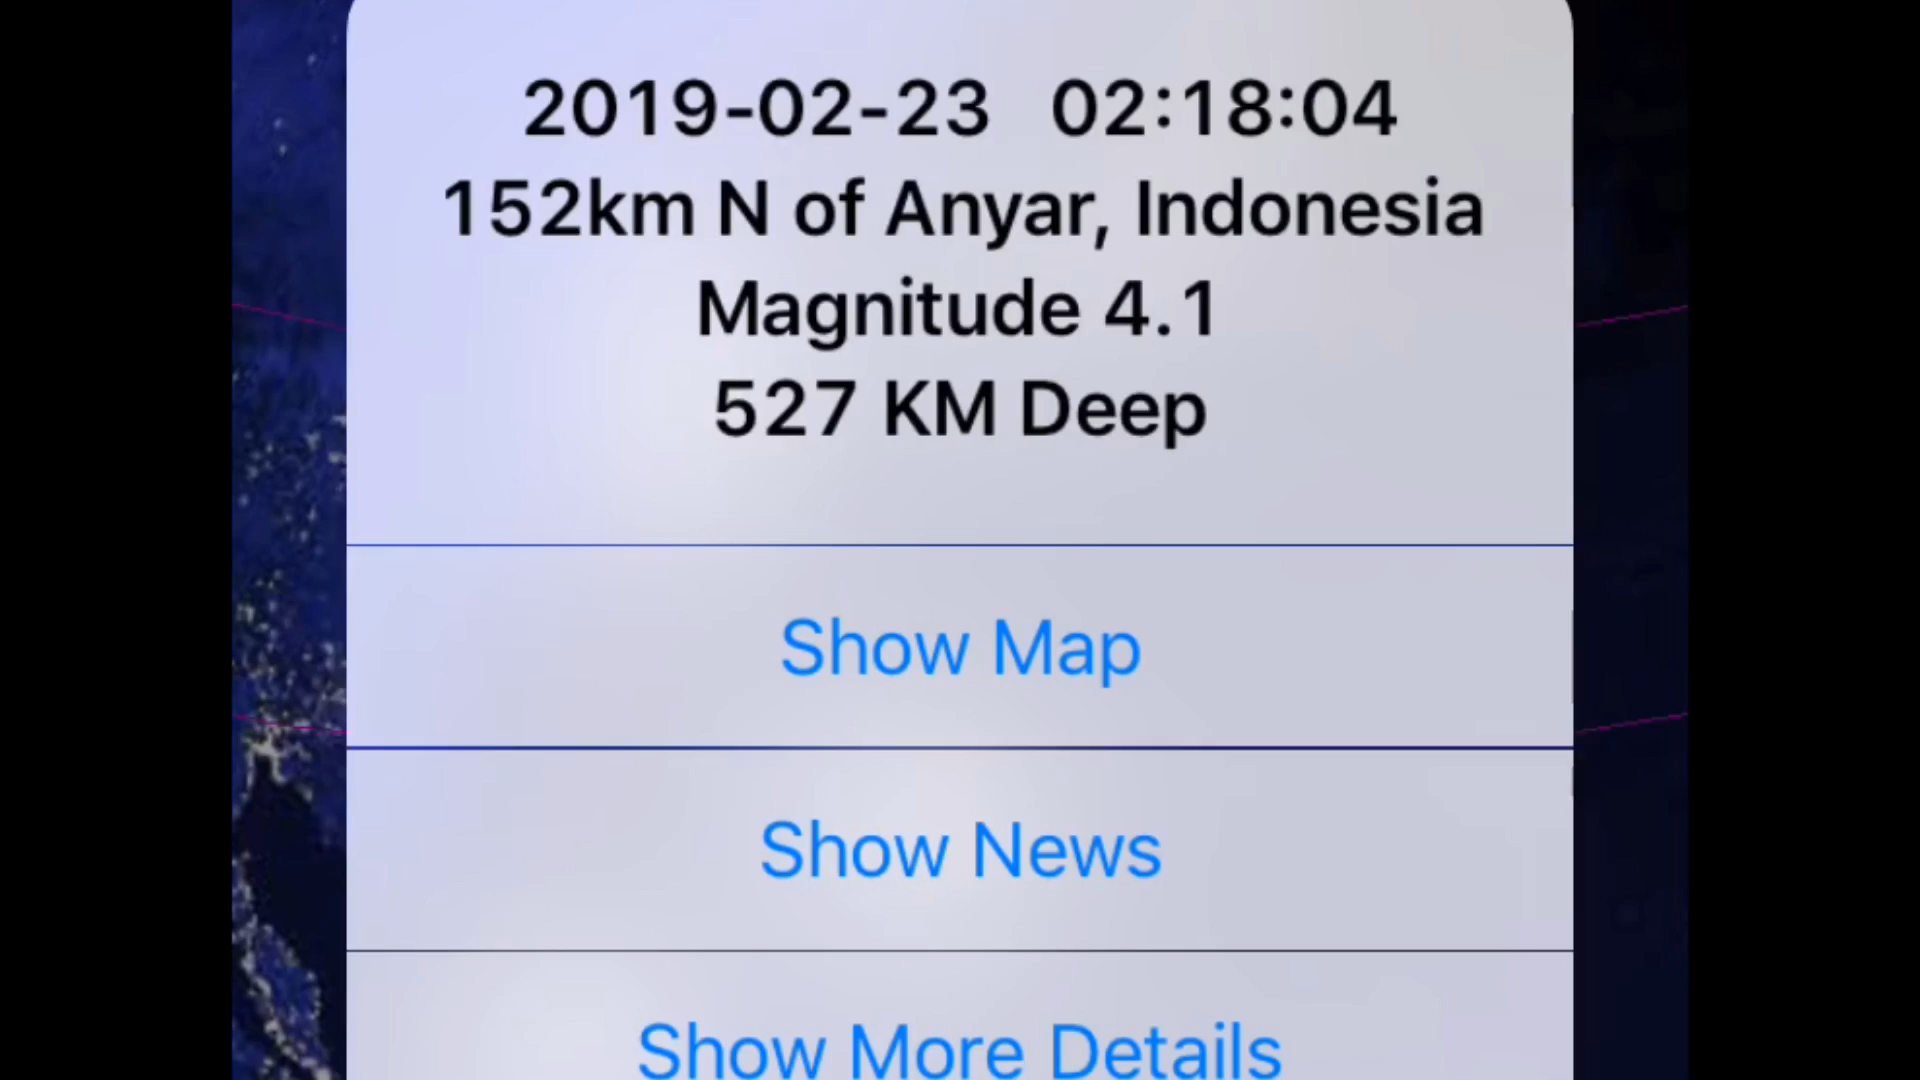 2019-02-23 02:18:04
152km N of Anyar, Indonesia
Magnitude 4.1
527 KM Deep
Show Map
Show News
Show More Details